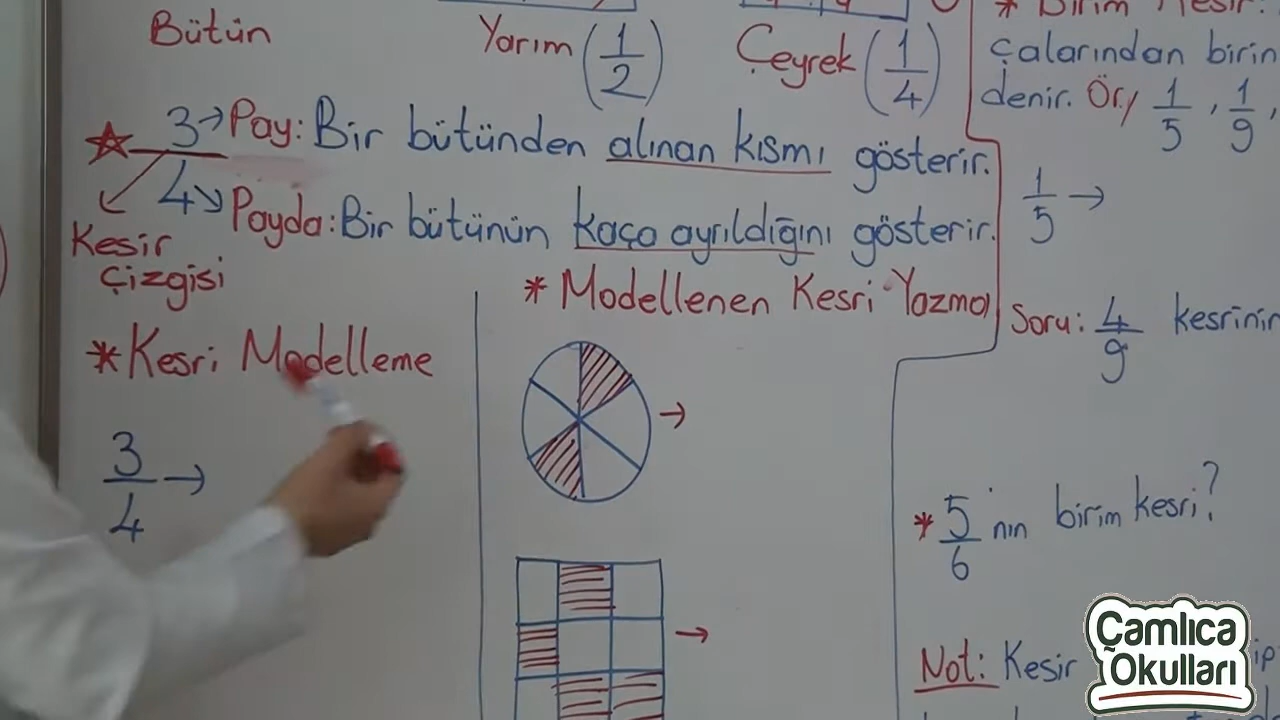 Bütün
Yarım (1/2)
Çeyrek (1/4)
3 → Pay: Bir bütünden alınan kısmı gösterir.
4 → Payda: Bir bütünün kaça ayrıldığını gösterir.
Kesir
Çizgisi
* Kesri Modelleme
3/4 →
* Modellenen Kesri Yazma
→
→
* Birim Kesir:
çalarından birin
denir. Ör/ 1/5, 1/9,
1/5 →
Soru: 4/9 kesrinin
* 5/6'nın birim kesri?
Not: Kesir
Çamlıca
Okulları